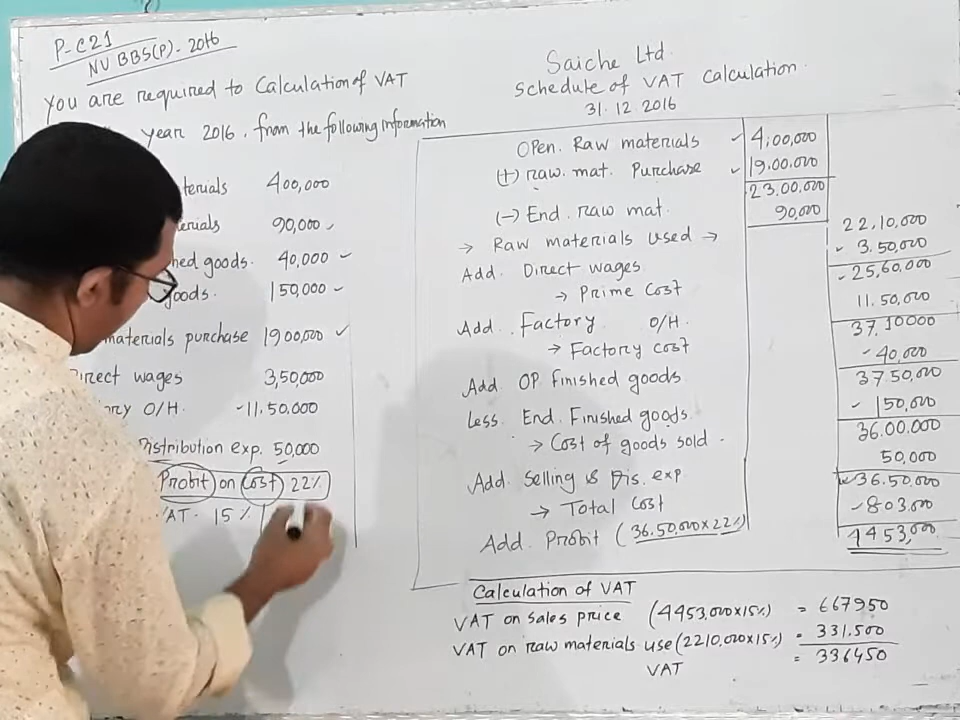 P-C21
NU BBS(P)-2016
You are required to Calculation of VAT
year 2016. from the following information
terials 400,000
erials 90,000
hed goods. 40,000
goods. 150,000
materials purchase 1900,000
irect wages 3,50,000
ory O/H. -11.50.000
Distribution exp. 50,000
Profit on Cost 22%
VAT- 15%
Saiche Ltd.
Schedule of VAT Calculation.
31.12.2016
OPen. Raw materials 4,00,000
(+) raw. mat. Purchase 19.00.000
23,00,000
(-) End. raw mat. 90,000
→ Raw materials used → 22,10,000
Add. Direct wages 3.50,000
→ Prime Cost 25,60,000
Add. Factory O/H. 11.50,000
→ Factory cost 37,10000
Add OP finished goods -40,000
37.50,000
Less End. Finished goods. 150,000
→ Cost of goods sold. 36.00.000
Add. Selling & Dis. exp 50,000
→ Total Cost 36.50,000
Add. Profit (36.50,000x22%) 803,000
4453,000
Calculation of VAT
VAT on sales price (4453,000x15%) = 667950
VAT on raw materials use (2210,000x15%) = 331.500
VAT = 336450